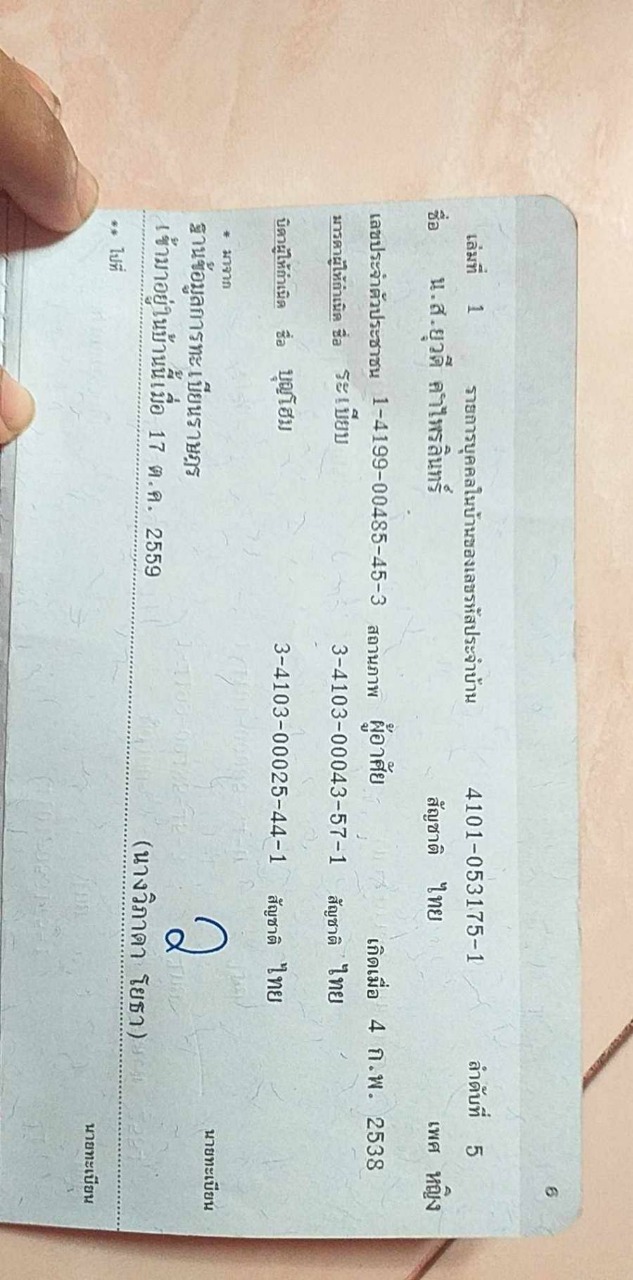 6
เล่มที่ 1 รายการบุคคลในบ้านของเลขรหัสประจำบ้าน 4101-053175-1 ลำดับที่ 5
ชื่อ น.ส.ยุวดี คำไพรสินทร์ สัญชาติ ไทย เพศ หญิง
เลขประจำตัวประชาชน 1-4199-00485-45-3 สถานภาพ ผู้อาศัย เกิดเมื่อ 4 ก.พ. 2538
มารดาผู้ให้กำเนิด ชื่อ ระเบียบ 3-4103-00043-57-1 สัญชาติ ไทย
บิดาผู้ให้กำเนิด ชื่อ บุญโฮม 3-4103-00025-44-1 สัญชาติ ไทย
* มาจาก
ฐานข้อมูลการทะเบียนราษฎร นายทะเบียน
เข้ามาอยู่ในบ้านนี้เมื่อ 17 ต.ค. 2559 (นางวิภาดา โยธา)
** ไปที่
นายทะเบียน